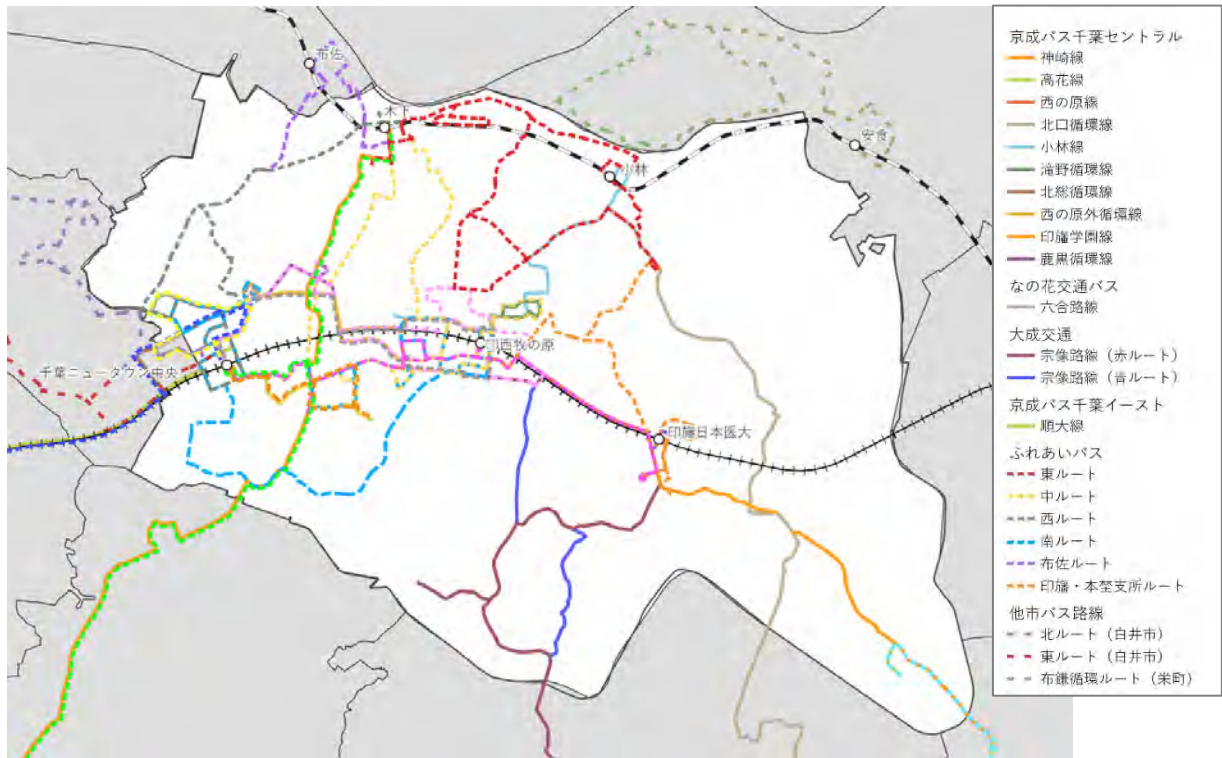 布佐
木下
小林
安食
千葉ニュータウン中央
印西牧の原
印旛日本医大
京成バス千葉セントラル
神崎線
高花線
西の原線
北口循環線
小林線
滝野循環線
北総循環線
西の原外循環線
印旛学園線
鹿黒循環線
なの花交通バス
六合路線
大成交通
宗像路線（赤ルート）
宗像路線（青ルート）
京成バス千葉イースト
順大線
ふれあいバス
東ルート
中ルート
西ルート
南ルート
布佐ルート
印旛・本埜支所ルート
他市バス路線
北ルート（白井市）
東ルート（白井市）
布鎌循環ルート（栄町）